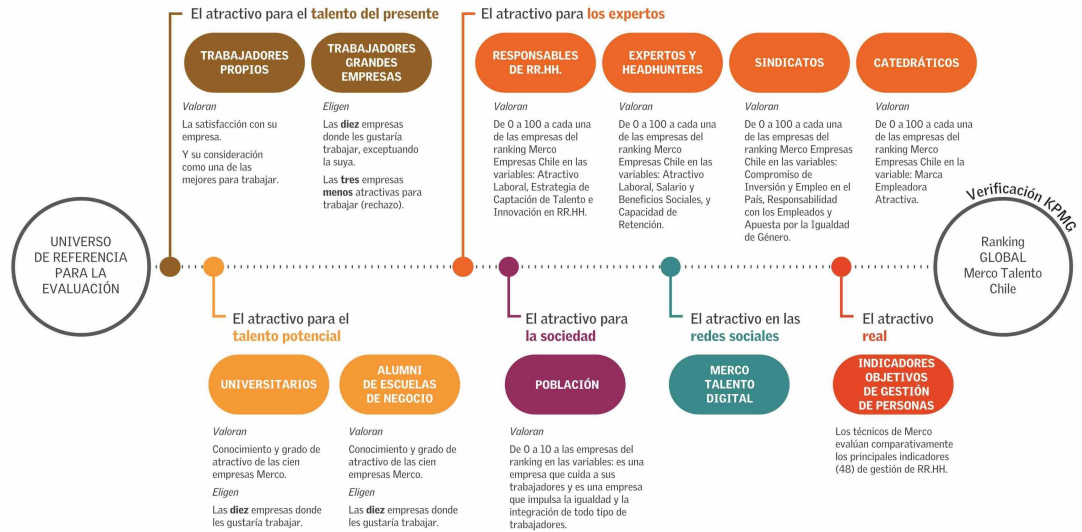 El atractivo para el talento del presente
TRABAJADORES
PROPIOS
Valoran
La satisfacción con su
empresa.
Y su consideración
como una de las
mejores para trabajar.
TRABAJADORES
GRANDES
EMPRESAS
Eligen
Las diez empresas
donde les gustaría
trabajar, exceptuando
la suya.
Las tres empresas
menos atractivas para
trabajar (rechazo).
El atractivo para los expertos
RESPONSABLES
DE RR.HH.
Valoran
De 0 a 100 a cada una
de las empresas del
ranking Merco
Empresas Chile en las
variables: Atractivo
Laboral, Estrategia de
Captación de Talento e
Innovación en RR.HH.
EXPERTOS Y
HEADHUNTERS
Valoran
De 0 a 100 a cada una
de las empresas del
ranking Merco
Empresas Chile en las
variables: Atractivo
Laboral, Salario y
Beneficios Sociales, y
Capacidad de
Retención.
SINDICATOS
Valoran
De 0 a 100 a cada una
de las empresas del
ranking Merco Empresas
Chile en las variables:
Compromiso de
Inversión y Empleo en el
País, Responsabilidad
con los Empleados y
Apuesta por la Igualdad
de Género.
CATEDRÁTICOS
Valoran
De 0 a 100 a cada una
de las empresas del
ranking Merco
Empresas Chile en la
variable: Marca
Empleadora
Atractiva.
UNIVERSO
DE REFERENCIA
PARA LA
EVALUACIÓN
Verificación KPMG
Ranking
GLOBAL
Merco Talento
Chile
El atractivo para el
talento potencial
UNIVERSITARIOS
Valoran
Conocimiento y grado de
atractivo de las cien
empresas Merco.
Eligen
Las diez empresas donde
les gustaría trabajar.
ALUMNI
DE ESCUELAS
DE NEGOCIO
Valoran
Conocimiento y grado de
atractivo de las cien
empresas Merco.
Eligen
Las diez empresas donde
les gustaría trabajar.
El atractivo para
la sociedad
POBLACIÓN
Valoran
De 0 a 10 a las empresas del
ranking en las variables: es una
empresa que cuida a sus
trabajadores y es una empresa
que impulsa la igualdad y la
integración de todo tipo de
trabajadores.
El atractivo en las
redes sociales
MERCO
TALENTO
DIGITAL
El atractivo
real
INDICADORES
OBJETIVOS
DE GESTIÓN
DE PERSONAS
Los técnicos de Merco
evalúan comparativamente
los principales indicadores
(48) de gestión de RR.HH.